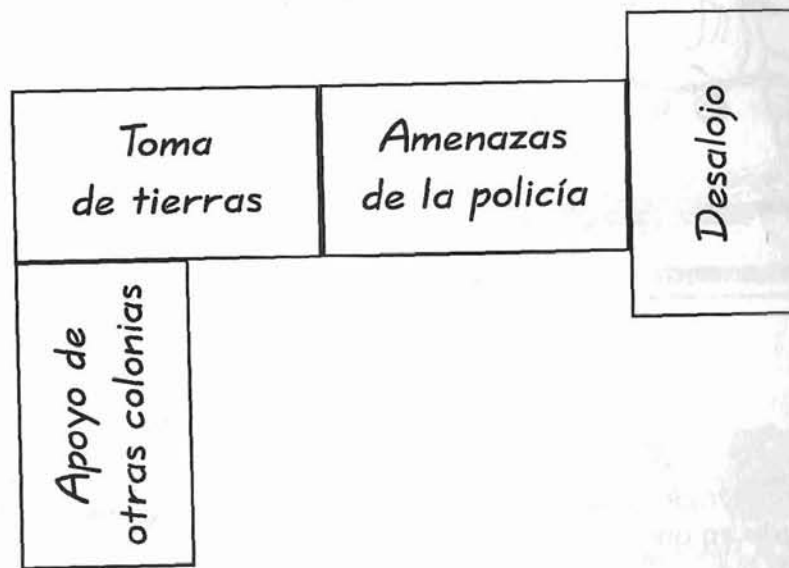 Toma
de tierras
Amenazas
de la policía
Desalojo
Apoyo de
otras colonias